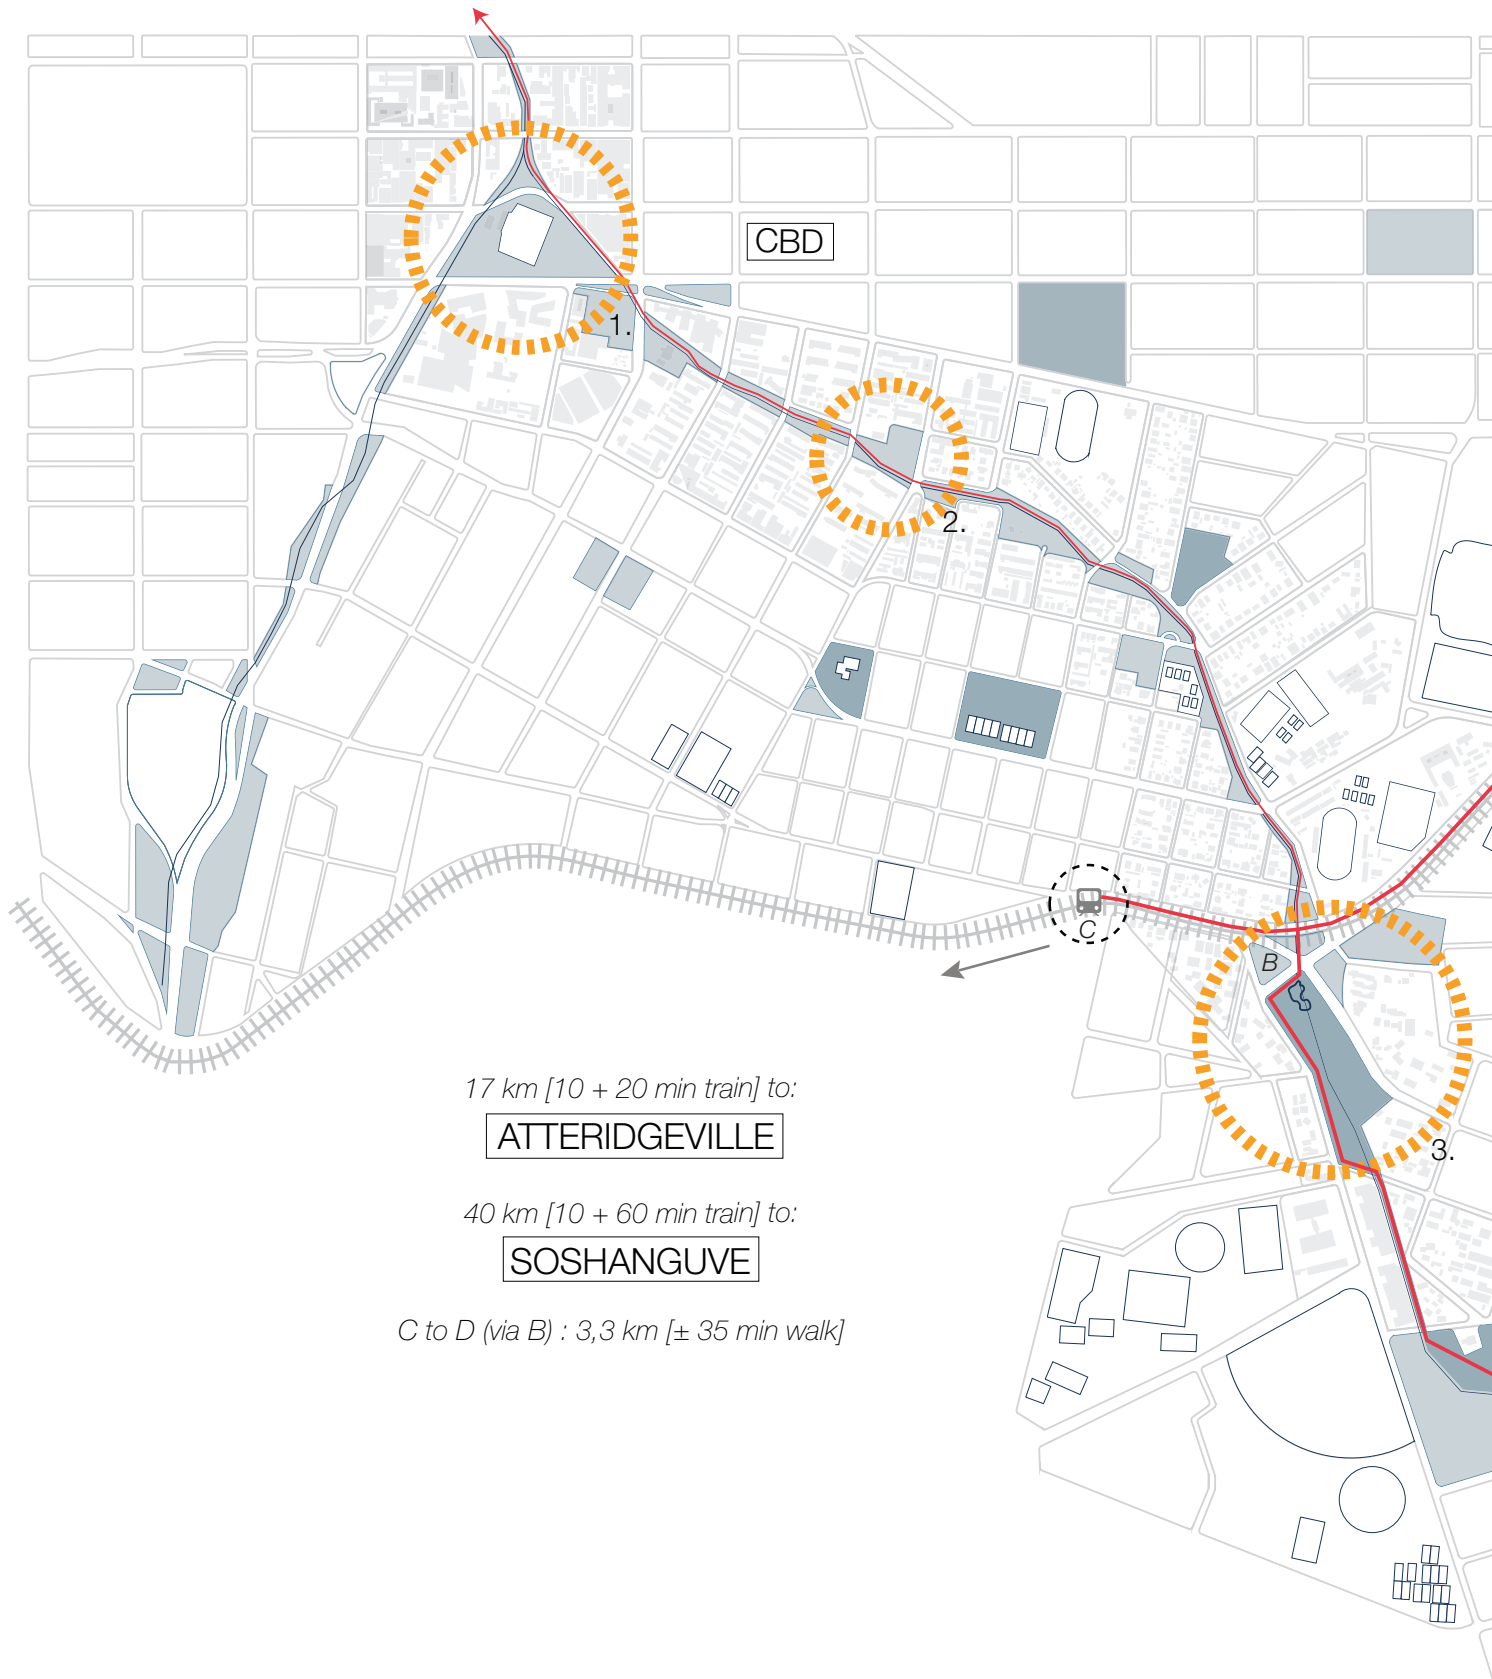 CBD
1.
2.
C
B
3.
17 km [10 + 20 min train] to:
ATTERIDGEVILLE
40 km [10 + 60 min train] to:
SOSHANGUVE
C to D (via B) : 3,3 km [± 35 min walk]